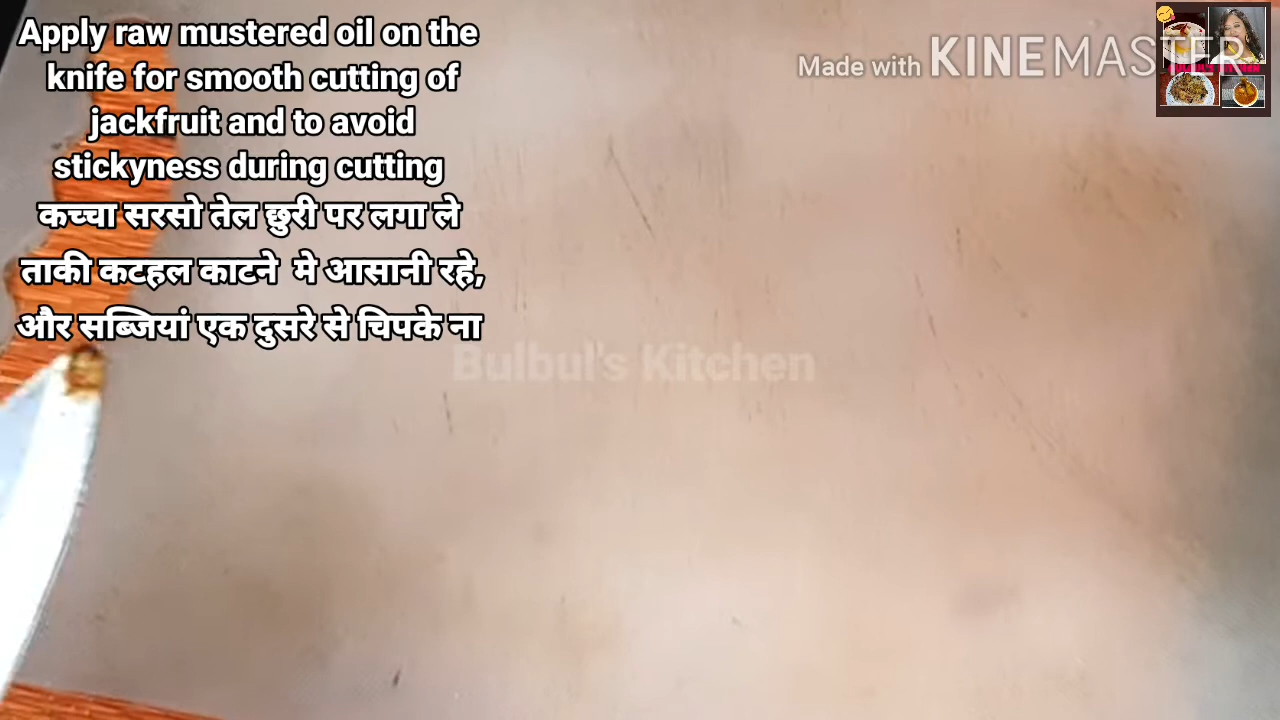 Apply raw mustered oil on the
knife for smooth cutting of
jackfruit and to avoid
stickyness during cutting
कच्चा सरसो तेल छुरी पर लगा ले
ताकी कटहल काटने मे आसानी रहे,
और सब्जियां एक दुसरे से चिपके ना
Made with KINEMASTER
Bulbul's Kitchen